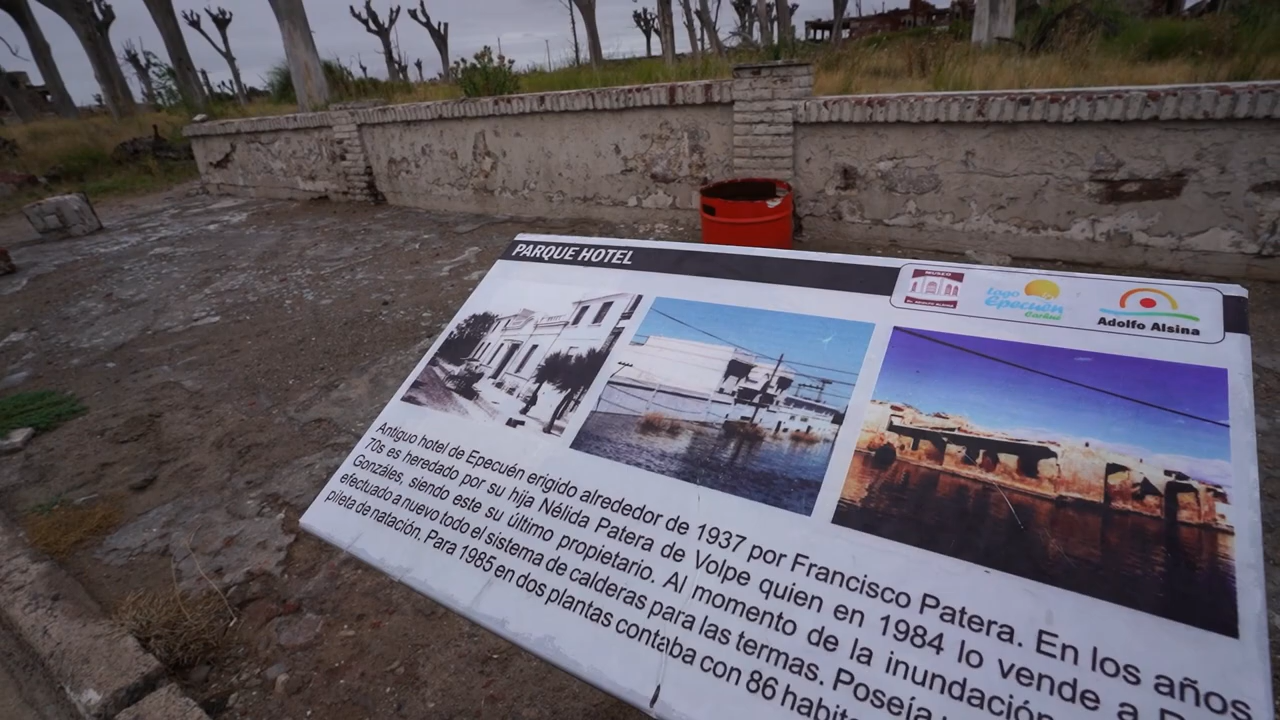 PARQUE HOTEL
MUSEO
Lago
Epecuén
Carhué
Adolfo Alsina
Antiguo hotel de Epecuén erigido alrededor de 1937 por Francisco Patera. En los años
70s es heredado por su hija Nélida Patera de Volpe quien en 1984 lo vende a
Gonzáles, siendo este su último propietario. Al momento de la inundación
efectuado a nuevo todo el sistema de calderas para las termas. Poseía
pileta de natación. Para 1985 en dos plantas contaba con 86